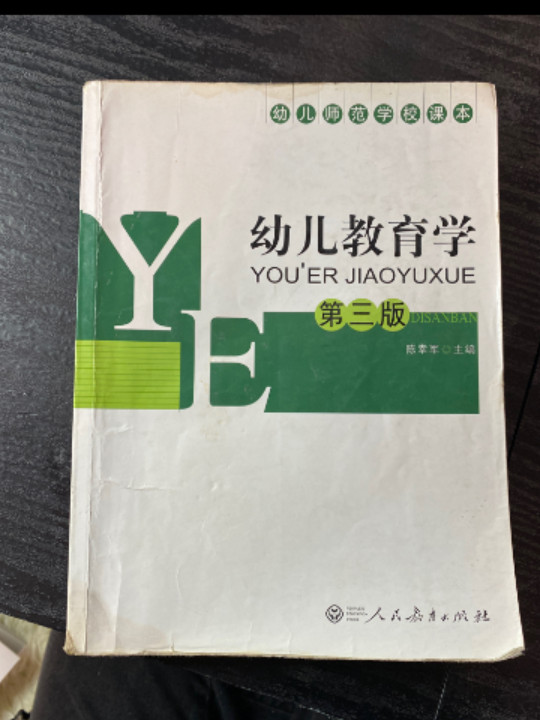 幼儿师范学校课本
幼儿教育学
YOU'ER JIAOYUXUE
第三版 DISANBAN
陈幸军 ◎ 主编
YE
人民教育出版社